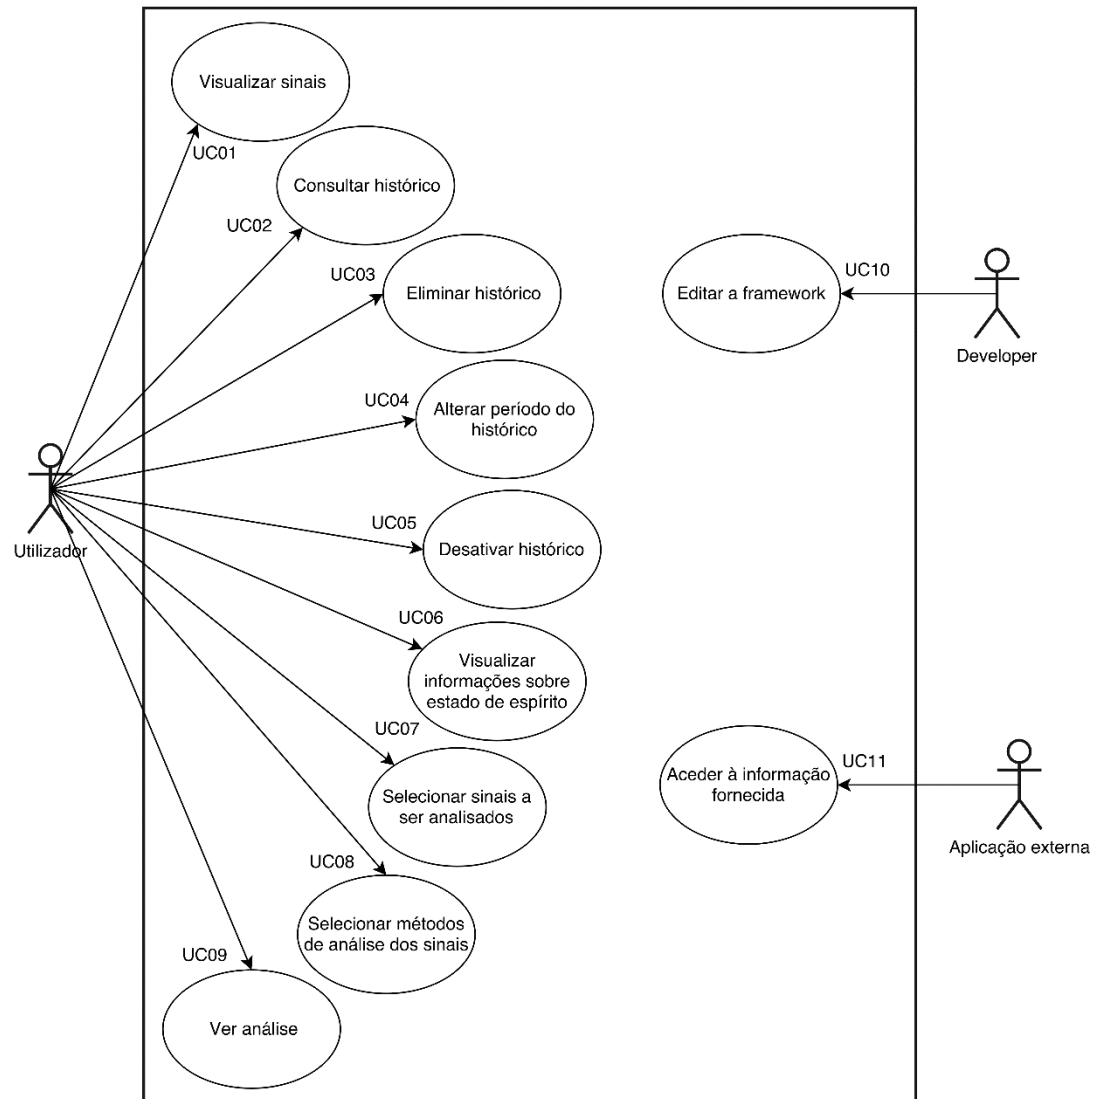 Visualizar sinais
UC01
Consultar histórico
UC02
UC03
Eliminar histórico
UC10
Editar a framework
Developer
UC04
Alterar período do
histórico
Utilizador
UC05
Desativar histórico
UC06
Visualizar
informações sobre
estado de espírito
UC07
Selecionar sinais a
ser analisados
UC11
Aceder à informação
fornecida
Aplicação externa
UC08
Selecionar métodos
de análise dos sinais
UC09
Ver análise